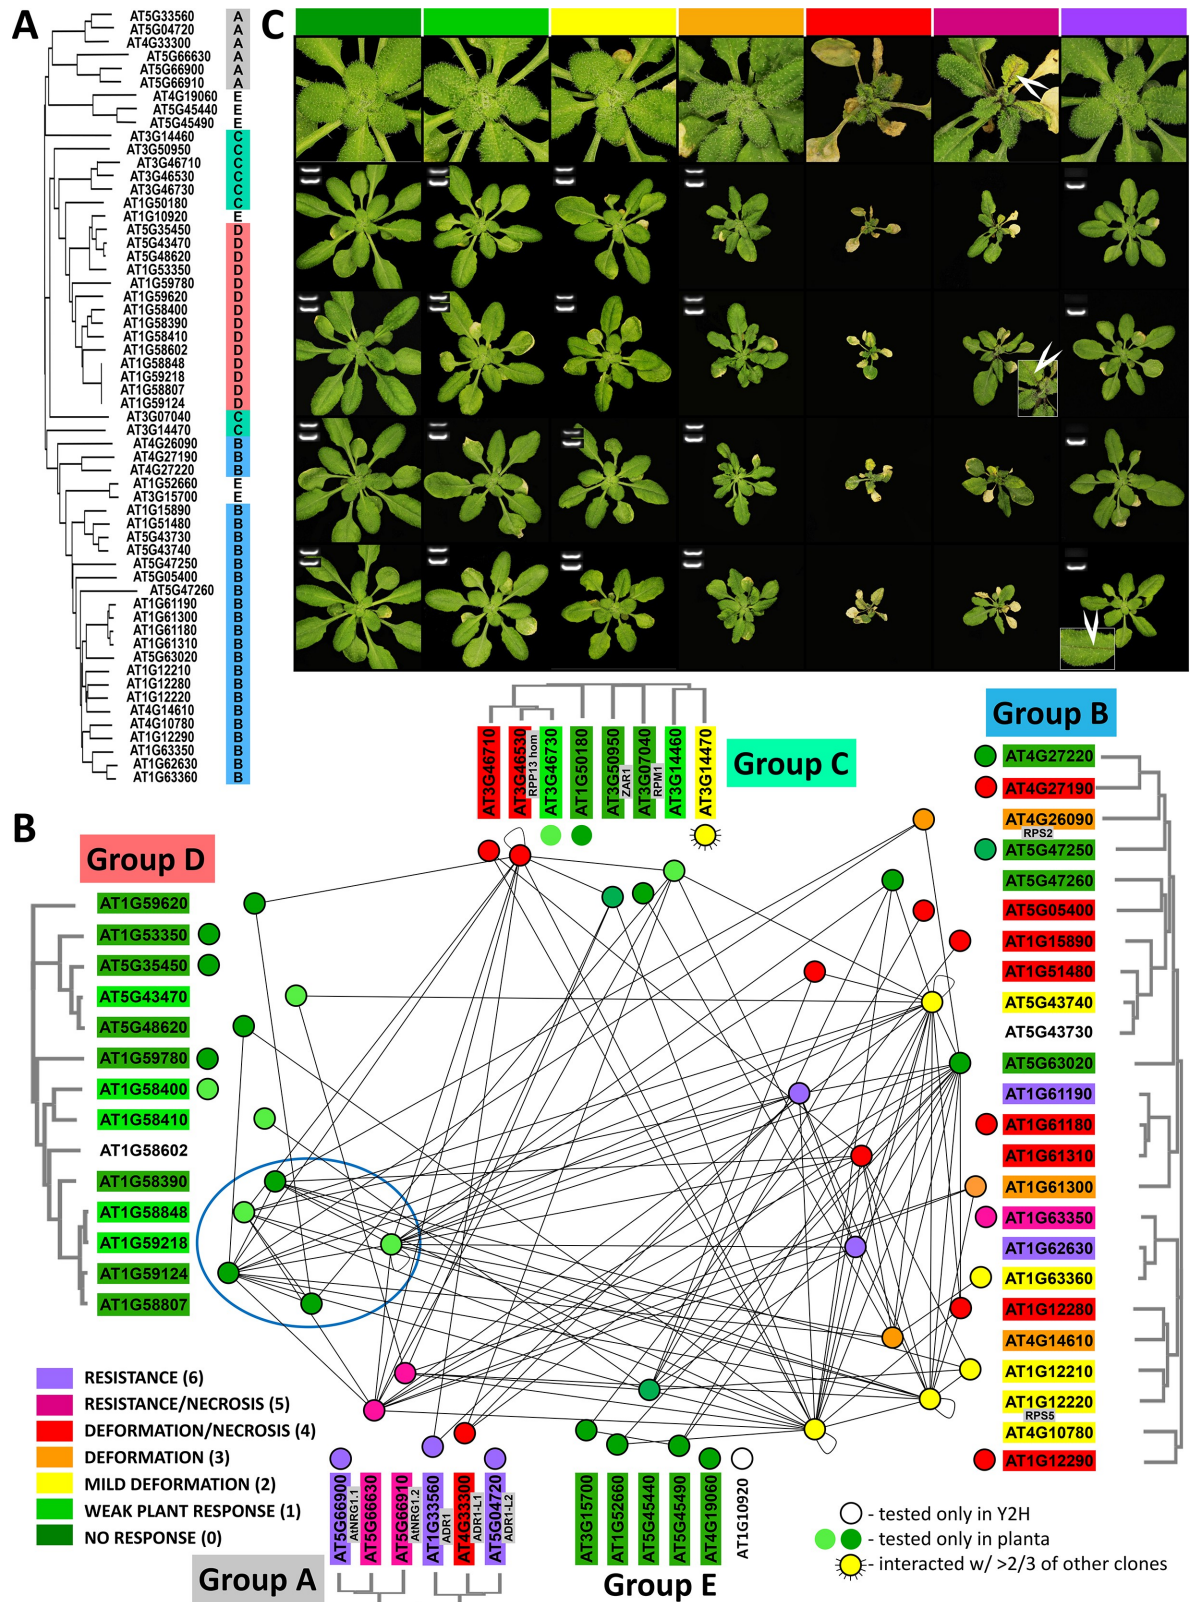 A
AT5G33560 A
AT5G04720 A
AT4G33300 A
AT5G66630 A
AT5G66900 A
AT5G66910 A
AT4G19060 E
AT5G45440 E
AT5G45490 E
AT3G14460 C
AT3G50950 C
AT3G46710 C
AT3G46530 C
AT3G46730 C
AT1G50180 C
AT1G10920 E
AT5G35450 D
AT5G43470 D
AT5G48620 D
AT1G53350 D
AT1G59780 D
AT1G59620 D
AT1G58400 D
AT1G58390 D
AT1G58410 D
AT1G58602 D
AT1G58848 D
AT1G59218 D
AT1G58807 D
AT1G59124 D
AT3G07040 C
AT3G14470 C
AT4G26090 B
AT4G27190 B
AT4G27220 B
AT1G52660 E
AT3G15700 E
AT1G15890 B
AT1G51480 B
AT5G43730 B
AT5G43740 B
AT5G47250 B
AT5G05400 B
AT5G47260 B
AT1G61190 B
AT1G61300 B
AT1G61180 B
AT1G61310 B
AT5G63020 B
AT1G12210 B
AT1G12280 B
AT1G12220 B
AT4G14610 B
AT4G10780 B
AT1G12290 B
AT1G63350 B
AT1G62630 B
AT1G63360 B
C
B
Group C
AT3G46710
AT3G46530
RPP13 hom
AT3G46730
AT1G50180
AT3G50950
ZAR1
AT3G07040
RPM1
AT3G14460
AT3G14470
Group B
AT4G27220
AT4G27190
AT4G26090
RPS2
AT5G47250
AT5G47260
AT5G05400
AT1G15890
AT1G51480
AT5G43740
AT5G43730
AT5G63020
AT1G61190
AT1G61180
AT1G61310
AT1G61300
AT1G63350
AT1G62630
AT1G63360
AT1G12280
AT4G14610
AT1G12210
AT1G12220
RPS5
AT4G10780
AT1G12290
Group D
AT1G59620
AT1G53350
AT5G35450
AT5G43470
AT5G48620
AT1G59780
AT1G58400
AT1G58410
AT1G58602
AT1G58390
AT1G58848
AT1G59218
AT1G59124
AT1G58807
RESISTANCE (6)
RESISTANCE/NECROSIS (5)
DEFORMATION/NECROSIS (4)
DEFORMATION (3)
MILD DEFORMATION (2)
WEAK PLANT RESPONSE (1)
NO RESPONSE (0)
Group A
AT5G66900
AtNRG1.1
AT5G66630
AT5G66910
AtNRG1.2
AT1G33560
ADR1
AT4G33300
ADR1-L1
AT5G04720
ADR1-L2
AT3G15700
AT1G52660
AT5G45440
AT5G45490
AT4G19060
AT1G10920
Group E
- tested only in Y2H
- tested only in planta
- interacted w/ >2/3 of other clones